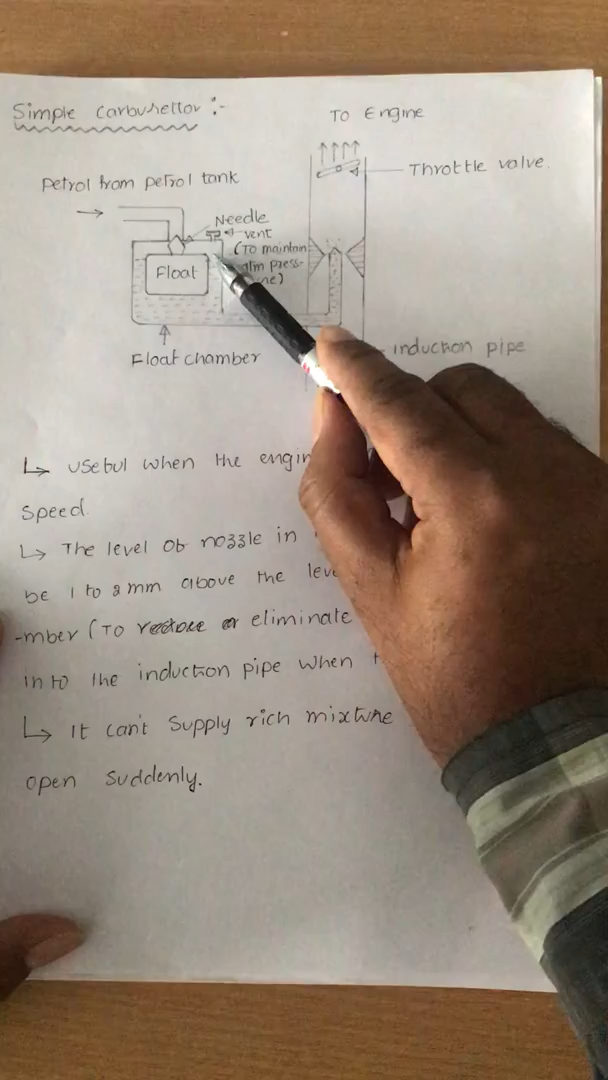 Simple Carburettor :-
To Engine
Throttle valve.
Petrol from petrol tank
Needle
vent
(To maintain
atm press-
Float
Float chamber
induction pipe
↳ useful when the engin
speed.
↳ The level of nozzle in
be 1 to 2 mm above the
-mber (To reduce or eliminate
into the induction pipe when
↳ It can't Supply rich mixture
open suddenly.